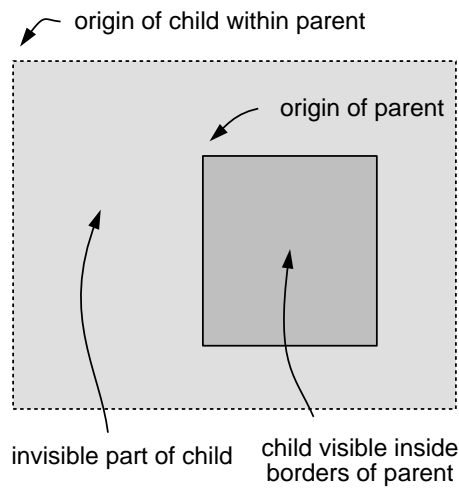 origin of child within parent
origin of parent
invisible part of child
child visible inside
borders of parent